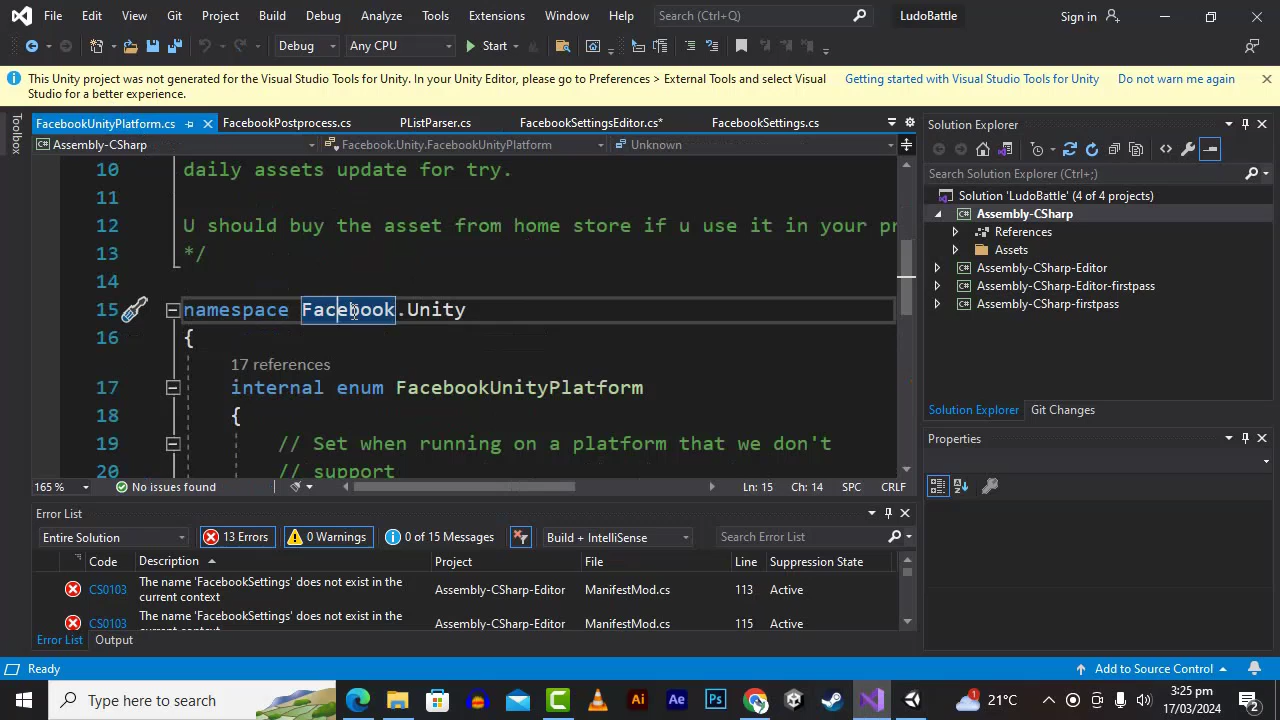 File Edit View Git Project Build Debug Analyze Tools Extensions Window Help Search (Ctrl+Q) LudoBattle Sign in
Debug Any CPU Start
This Unity project was not generated for the Visual Studio Tools for Unity. In your Unity Editor, please go to Preferences > External Tools and select Visual Getting started with Visual Studio Tools for Unity Do not warn me again
Studio for a better experience.
Toolbox
FacebookUnityPlatform.cs FacebookPostprocess.cs PListParser.cs FacebookSettingsEditor.cs* FacebookSettings.cs
Assembly-CSharp Facebook.Unity.FacebookUnityPlatform Unknown
10 daily assets update for try.
11
12 U should buy the asset from home store if u use it in your pr
13 */
14
15 namespace Facebook.Unity
16 {
17 references
17 internal enum FacebookUnityPlatform
18 {
19 // Set when running on a platform that we don't
20 // support
165 % No issues found Ln: 15 Ch: 14 SPC CRLF
Error List
Entire Solution 13 Errors 0 Warnings 0 of 15 Messages Build + IntelliSense Search Error List
Code Description Project File Line Suppression State
CS0103 The name 'FacebookSettings' does not exist in the current context Assembly-CSharp-Editor ManifestMod.cs 113 Active
CS0103 The name 'FacebookSettings' does not exist in the current context Assembly-CSharp-Editor ManifestMod.cs 115 Active
Error List Output
Solution Explorer
Search Solution Explorer (Ctrl+;)
Solution 'LudoBattle' (4 of 4 projects)
Assembly-CSharp
References
Assets
Assembly-CSharp-Editor
Assembly-CSharp-Editor-firstpass
Assembly-CSharp-firstpass
Solution Explorer Git Changes
Properties
Ready Add to Source Control
Type here to search Ai Ae Ps 1 21°C 3:25 pm
17/03/2024 2